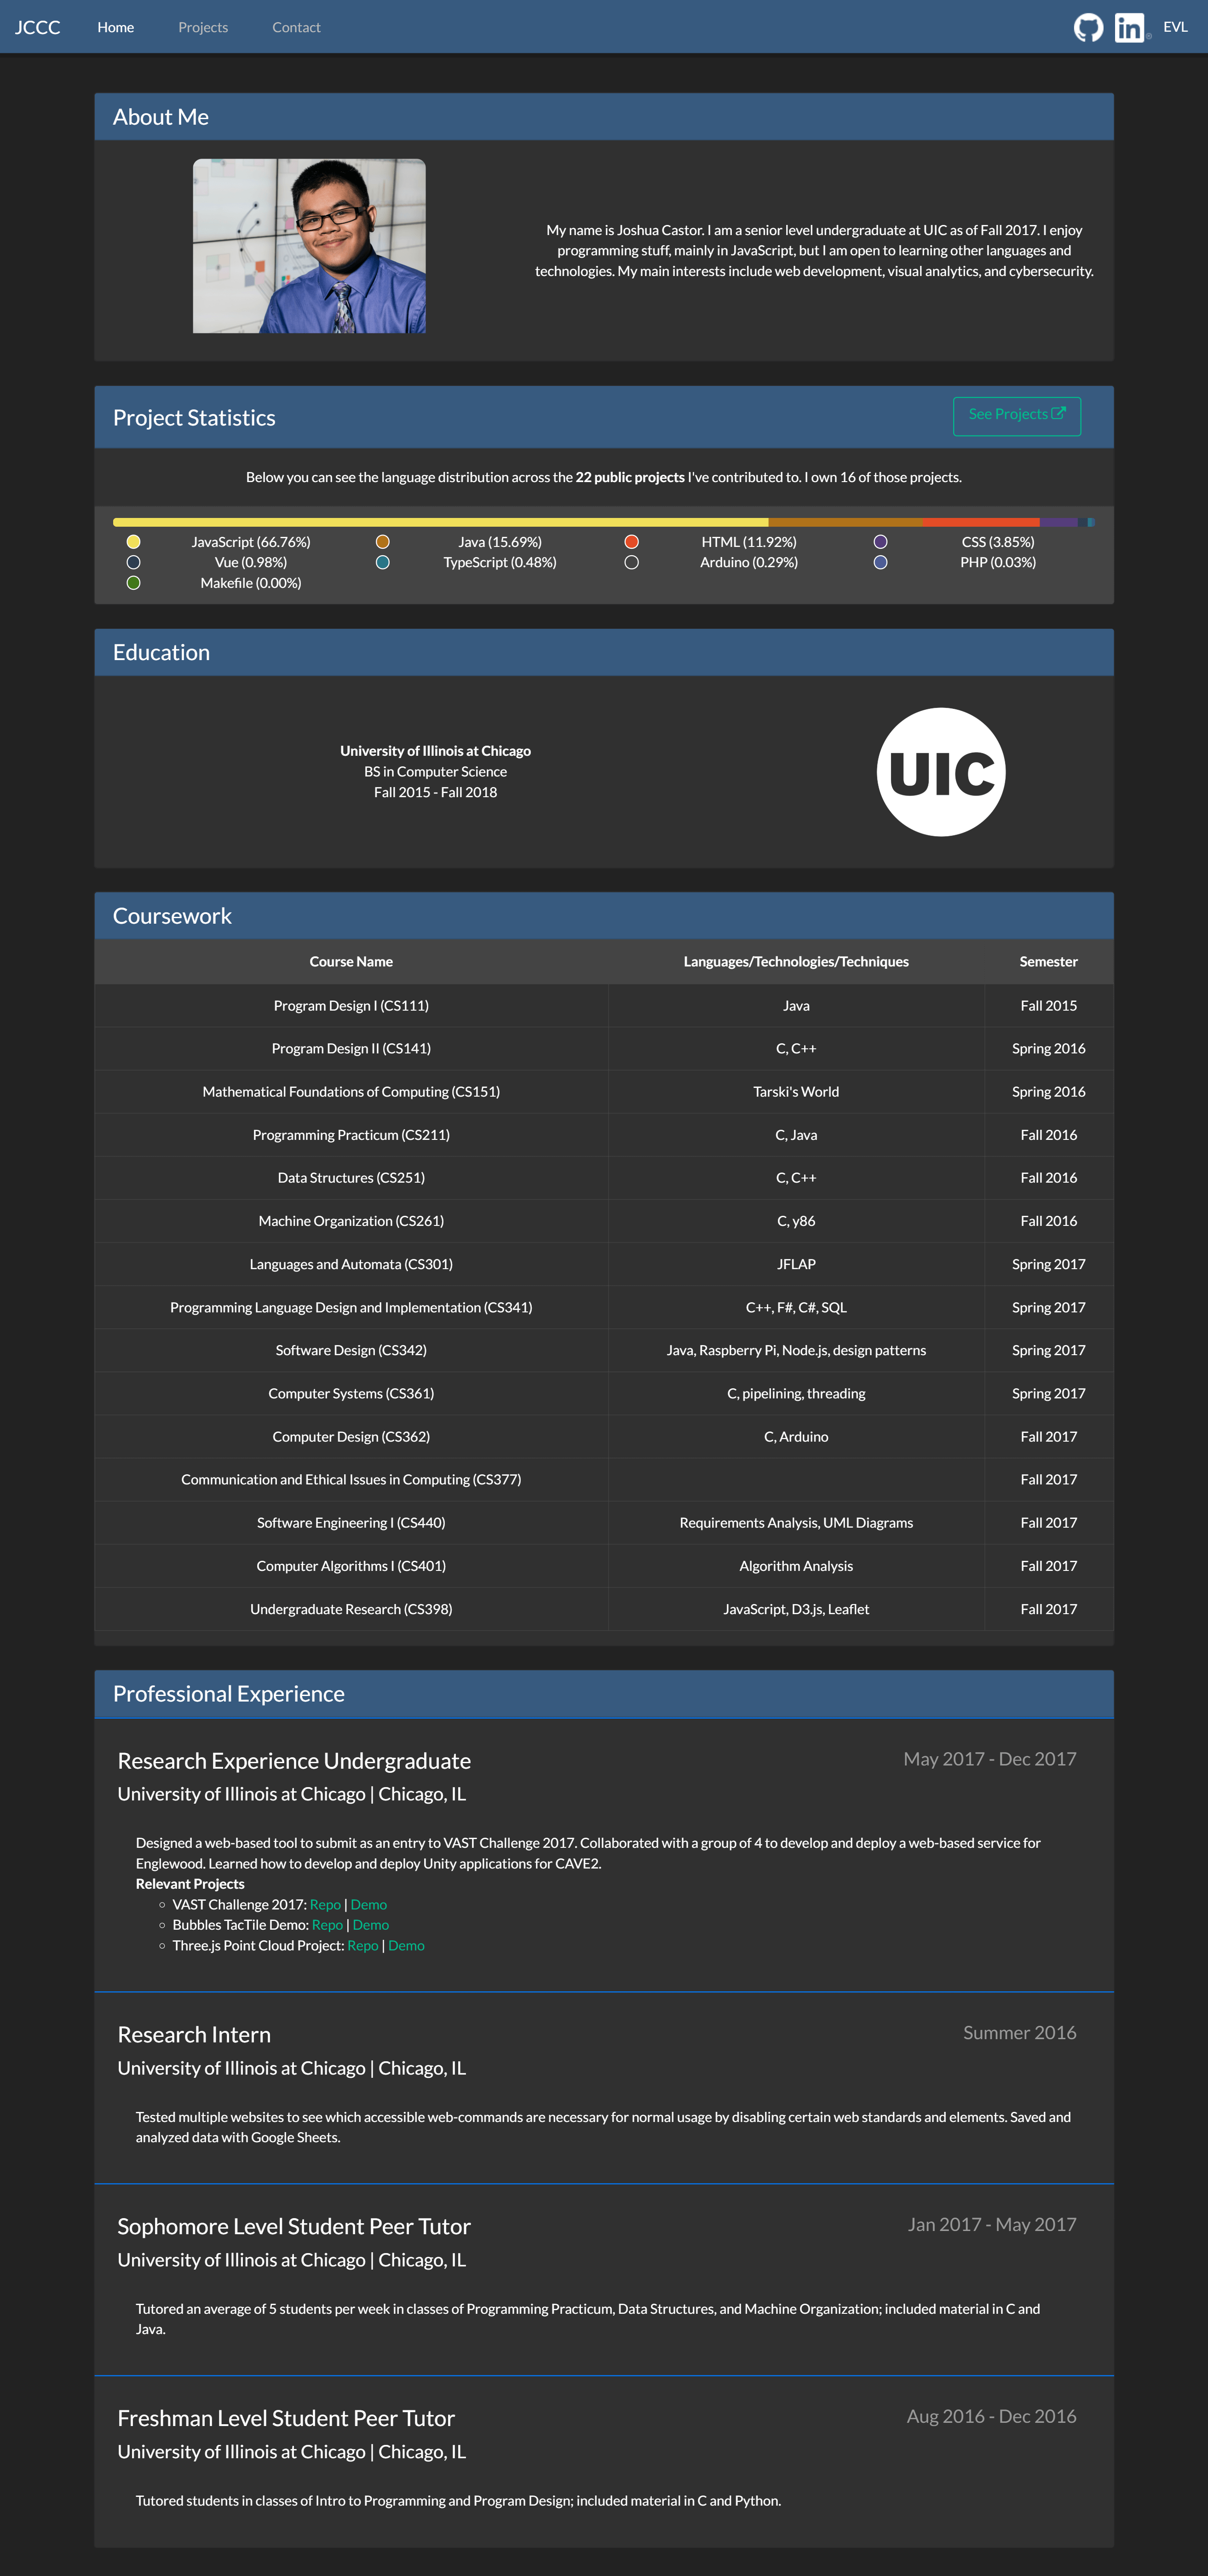 JCCC Home Projects Contact EVL
About Me
My name is Joshua Castor. I am a senior level undergraduate at UIC as of Fall 2017. I enjoy
programming stuff, mainly in JavaScript, but I am open to learning other languages and
technologies. My main interests include web development, visual analytics, and cybersecurity.
Project Statistics
See Projects
Below you can see the language distribution across the 22 public projects I've contributed to. I own 16 of those projects.
JavaScript (66.76%) Java (15.69%) HTML (11.92%) CSS (3.85%)
Vue (0.98%) TypeScript (0.48%) Arduino (0.29%) PHP (0.03%)
Makefile (0.00%)
Education
University of Illinois at Chicago
BS in Computer Science
Fall 2015 - Fall 2018
UIC
Coursework
Course Name Languages/Technologies/Techniques Semester
Program Design I (CS111) Java Fall 2015
Program Design II (CS141) C, C++ Spring 2016
Mathematical Foundations of Computing (CS151) Tarski's World Spring 2016
Programming Practicum (CS211) C, Java Fall 2016
Data Structures (CS251) C, C++ Fall 2016
Machine Organization (CS261) C, y86 Fall 2016
Languages and Automata (CS301) JFLAP Spring 2017
Programming Language Design and Implementation (CS341) C++, F#, C#, SQL Spring 2017
Software Design (CS342) Java, Raspberry Pi, Node.js, design patterns Spring 2017
Computer Systems (CS361) C, pipelining, threading Spring 2017
Computer Design (CS362) C, Arduino Fall 2017
Communication and Ethical Issues in Computing (CS377) Fall 2017
Software Engineering I (CS440) Requirements Analysis, UML Diagrams Fall 2017
Computer Algorithms I (CS401) Algorithm Analysis Fall 2017
Undergraduate Research (CS398) JavaScript, D3.js, Leaflet Fall 2017
Professional Experience
Research Experience Undergraduate May 2017 - Dec 2017
University of Illinois at Chicago | Chicago, IL
Designed a web-based tool to submit as an entry to VAST Challenge 2017. Collaborated with a group of 4 to develop and deploy a web-based service for
Englewood. Learned how to develop and deploy Unity applications for CAVE2.
Relevant Projects
VAST Challenge 2017: Repo | Demo
Bubbles TacTile Demo: Repo | Demo
Three.js Point Cloud Project: Repo | Demo
Research Intern Summer 2016
University of Illinois at Chicago | Chicago, IL
Tested multiple websites to see which accessible web-commands are necessary for normal usage by disabling certain web standards and elements. Saved and
analyzed data with Google Sheets.
Sophomore Level Student Peer Tutor Jan 2017 - May 2017
University of Illinois at Chicago | Chicago, IL
Tutored an average of 5 students per week in classes of Programming Practicum, Data Structures, and Machine Organization; included material in C and
Java.
Freshman Level Student Peer Tutor Aug 2016 - Dec 2016
University of Illinois at Chicago | Chicago, IL
Tutored students in classes of Intro to Programming and Program Design; included material in C and Python.